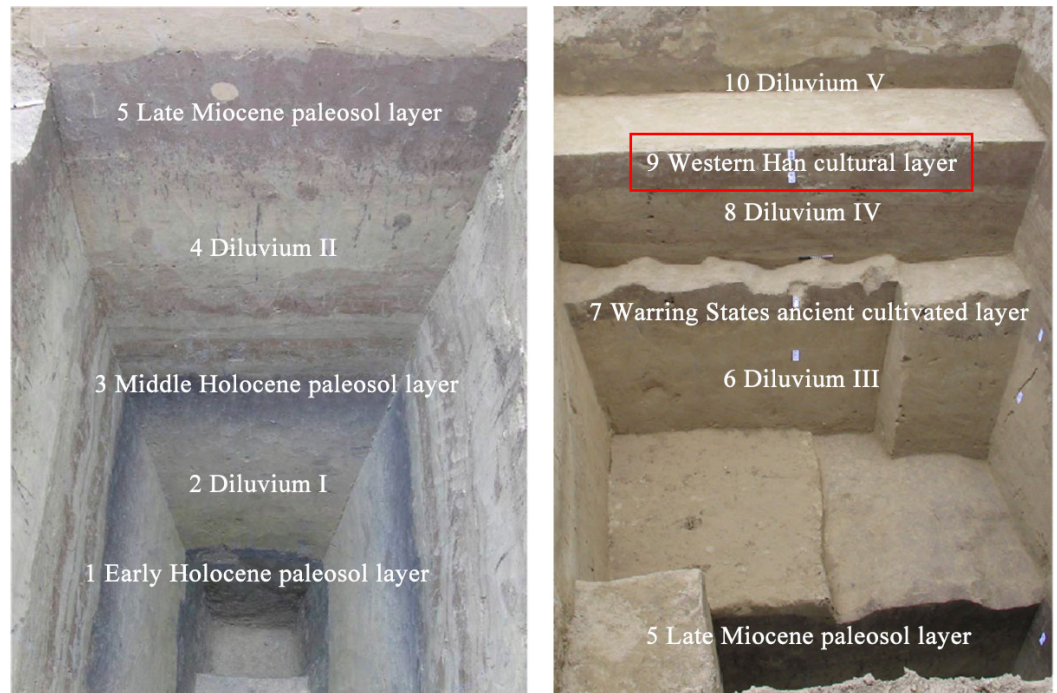 5 Late Miocene paleosol layer
4 Diluvium II
3 Middle Holocene paleosol layer
2 Diluvium I
1 Early Holocene paleosol layer
10 Diluvium V
9 Western Han cultural layer
8 Diluvium IV
7 Warring States ancient cultivated layer
6 Diluvium III
5 Late Miocene paleosol layer